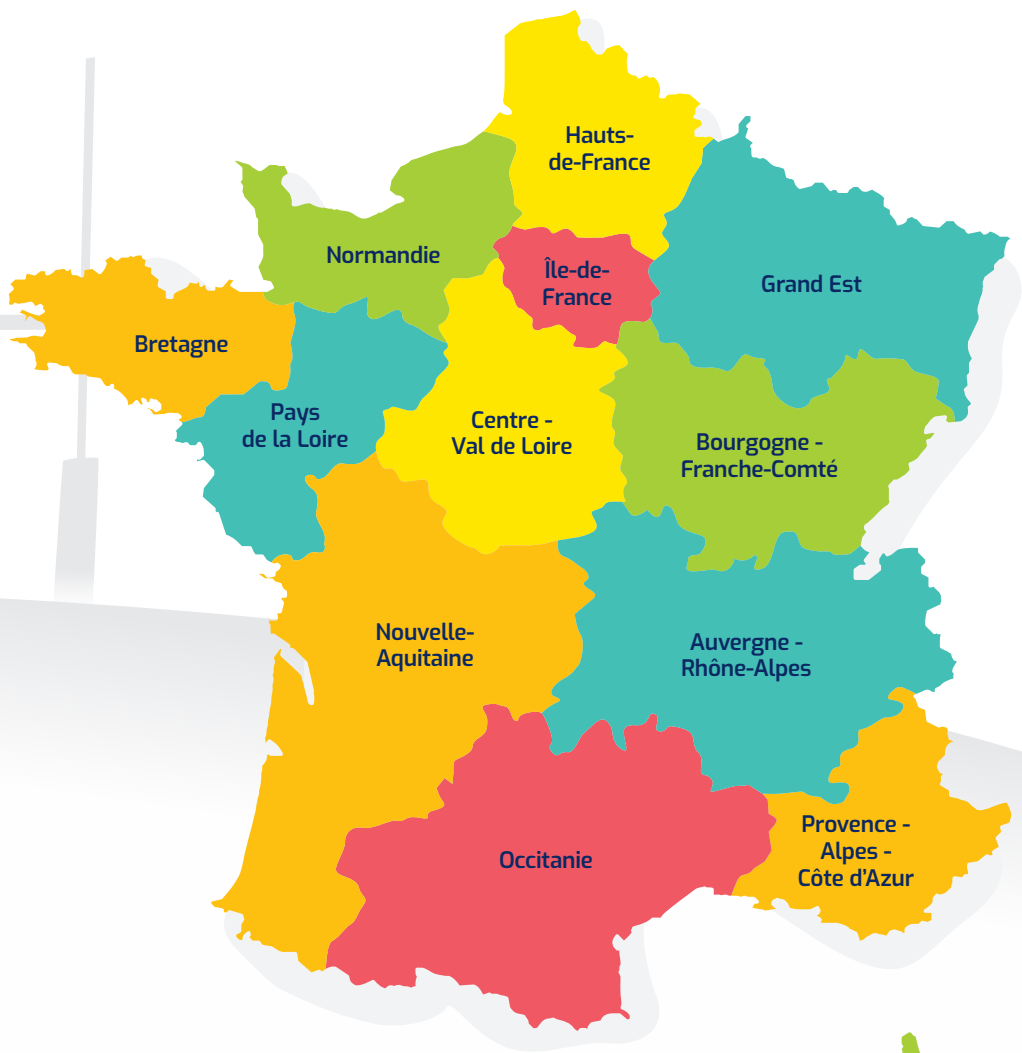 Hauts-
de-France
Normandie
Île-de-
France
Grand Est
Bretagne
Pays
de la Loire
Centre -
Val de Loire
Bourgogne -
Franche-Comté
Nouvelle-
Aquitaine
Auvergne -
Rhône-Alpes
Provence -
Alpes -
Côte d’Azur
Occitanie